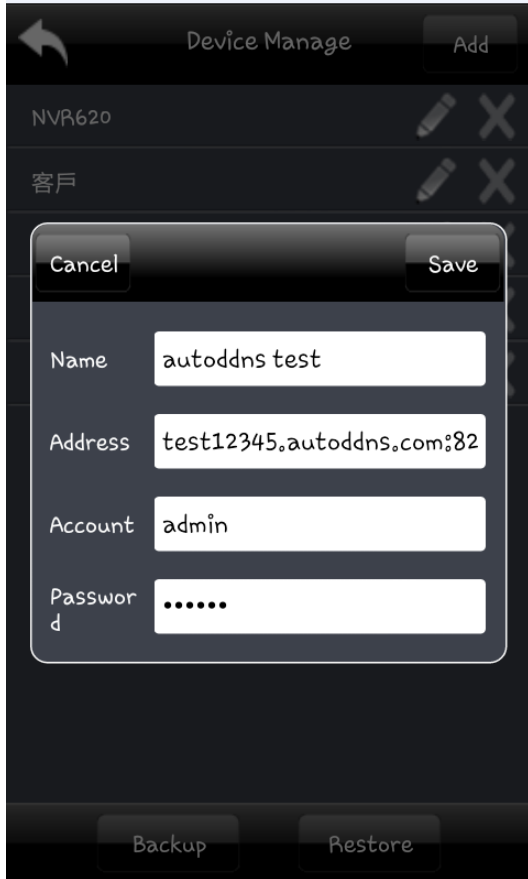 Device Manage
Add
NVR620
客戶
Cancel
Save
Name
autoddns test
Address
test12345.autoddns.com:82
Account
admin
Passwor
d
••••••
Backup
Restore